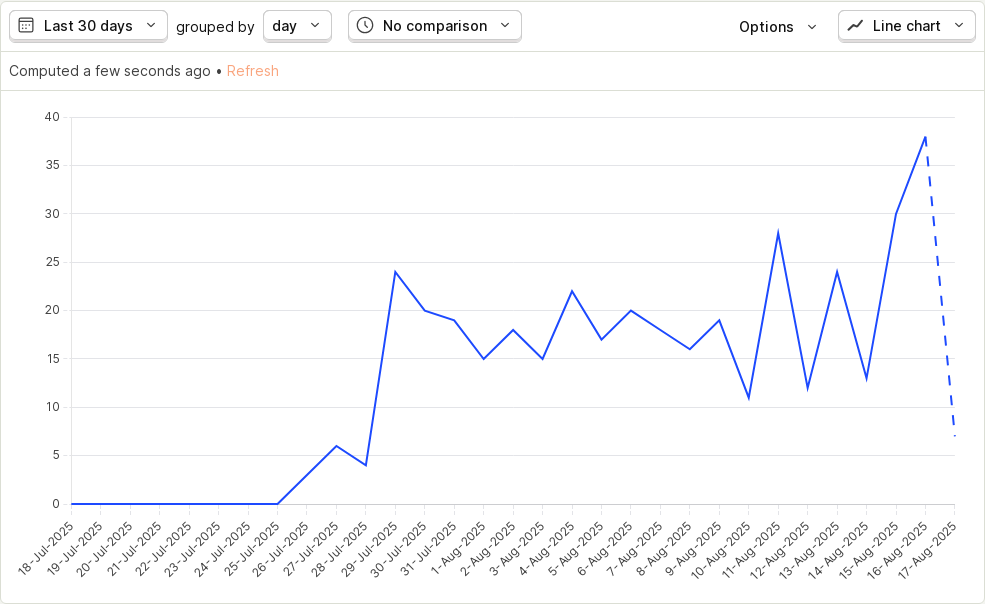 Last 30 days grouped by day No comparison Options Line chart
Computed a few seconds ago • Refresh
40
35
30
25
20
15
10
5
0
18-Jul-2025
19-Jul-2025
20-Jul-2025
21-Jul-2025
22-Jul-2025
23-Jul-2025
24-Jul-2025
25-Jul-2025
26-Jul-2025
27-Jul-2025
28-Jul-2025
29-Jul-2025
30-Jul-2025
31-Jul-2025
1-Aug-2025
2-Aug-2025
3-Aug-2025
4-Aug-2025
5-Aug-2025
6-Aug-2025
7-Aug-2025
8-Aug-2025
9-Aug-2025
10-Aug-2025
11-Aug-2025
12-Aug-2025
13-Aug-2025
14-Aug-2025
15-Aug-2025
16-Aug-2025
17-Aug-2025